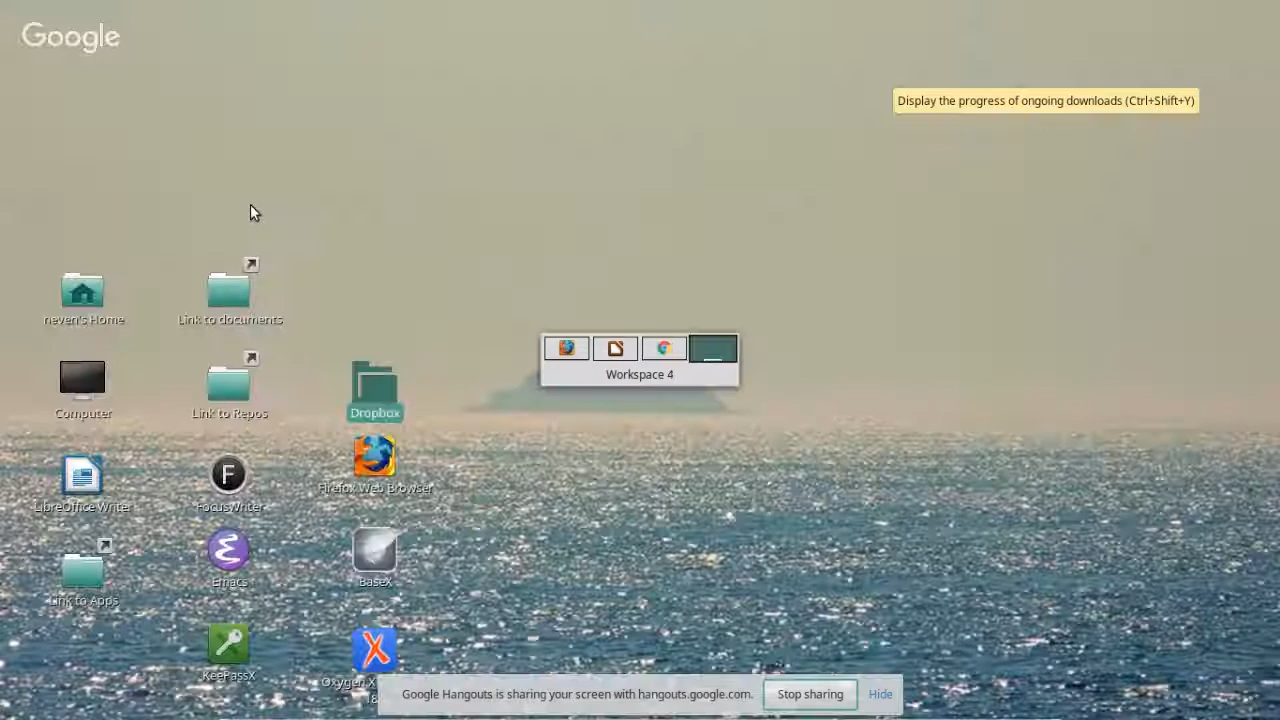 Google
Display the progress of ongoing downloads (Ctrl+Shift+Y)
neven's Home
Link to documents
Workspace 4
Computer
Link to Repos
Dropbox
LibreOffice Writer
FocusWriter
Firefox Web Browser
Link to Apps
Emacs
BaseX
KeePassX
Oxygen X
18
Google Hangouts is sharing your screen with hangouts.google.com.
Stop sharing
Hide